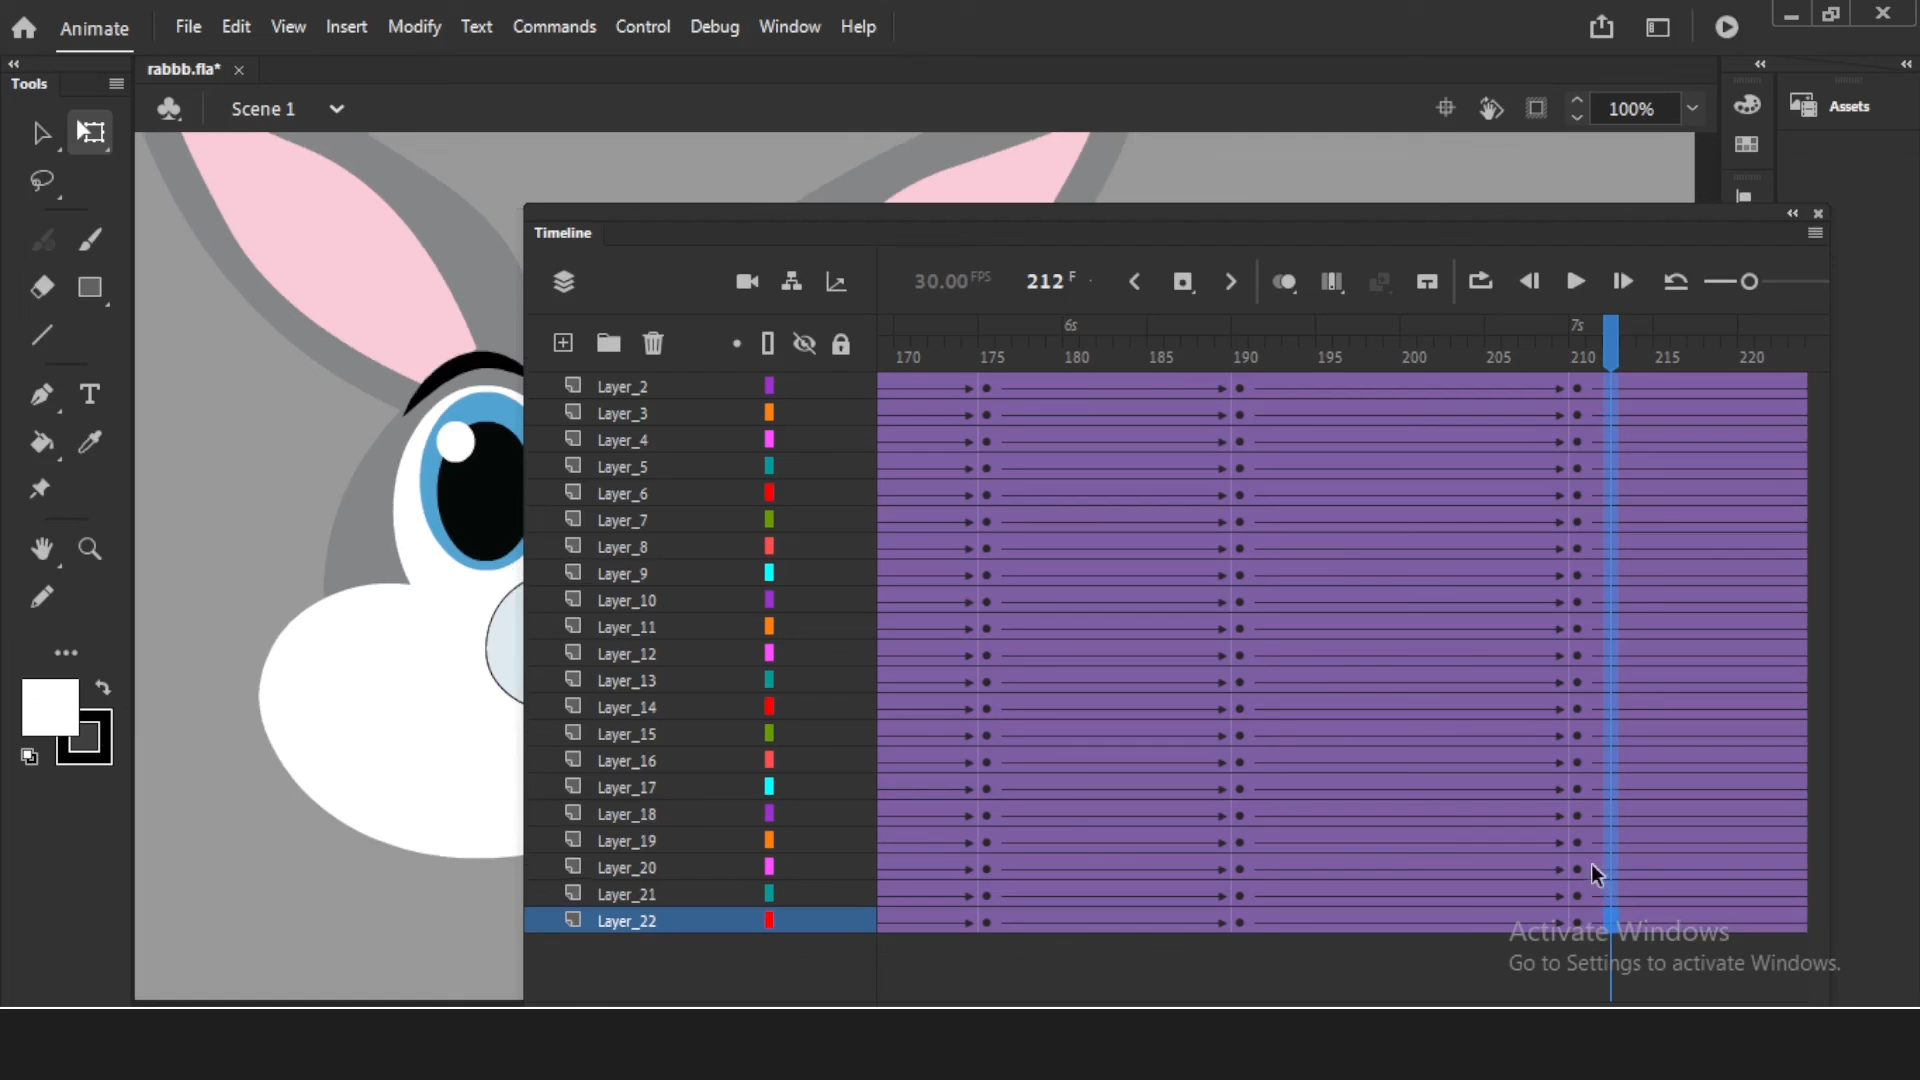 Animate File Edit View Insert Modify Text Commands Control Debug Window Help
Tools
rabbb.fla*
Scene 1
100%
Assets
Timeline
30.00 FPS 212 F
6s 7s
170 175 180 185 190 195 200 205 210 215 220
Layer_2
Layer_3
Layer_4
Layer_5
Layer_6
Layer_7
Layer_8
Layer_9
Layer_10
Layer_11
Layer_12
Layer_13
Layer_14
Layer_15
Layer_16
Layer_17
Layer_18
Layer_19
Layer_20
Layer_21
Layer_22
Activate Windows
Go to Settings to activate Windows.